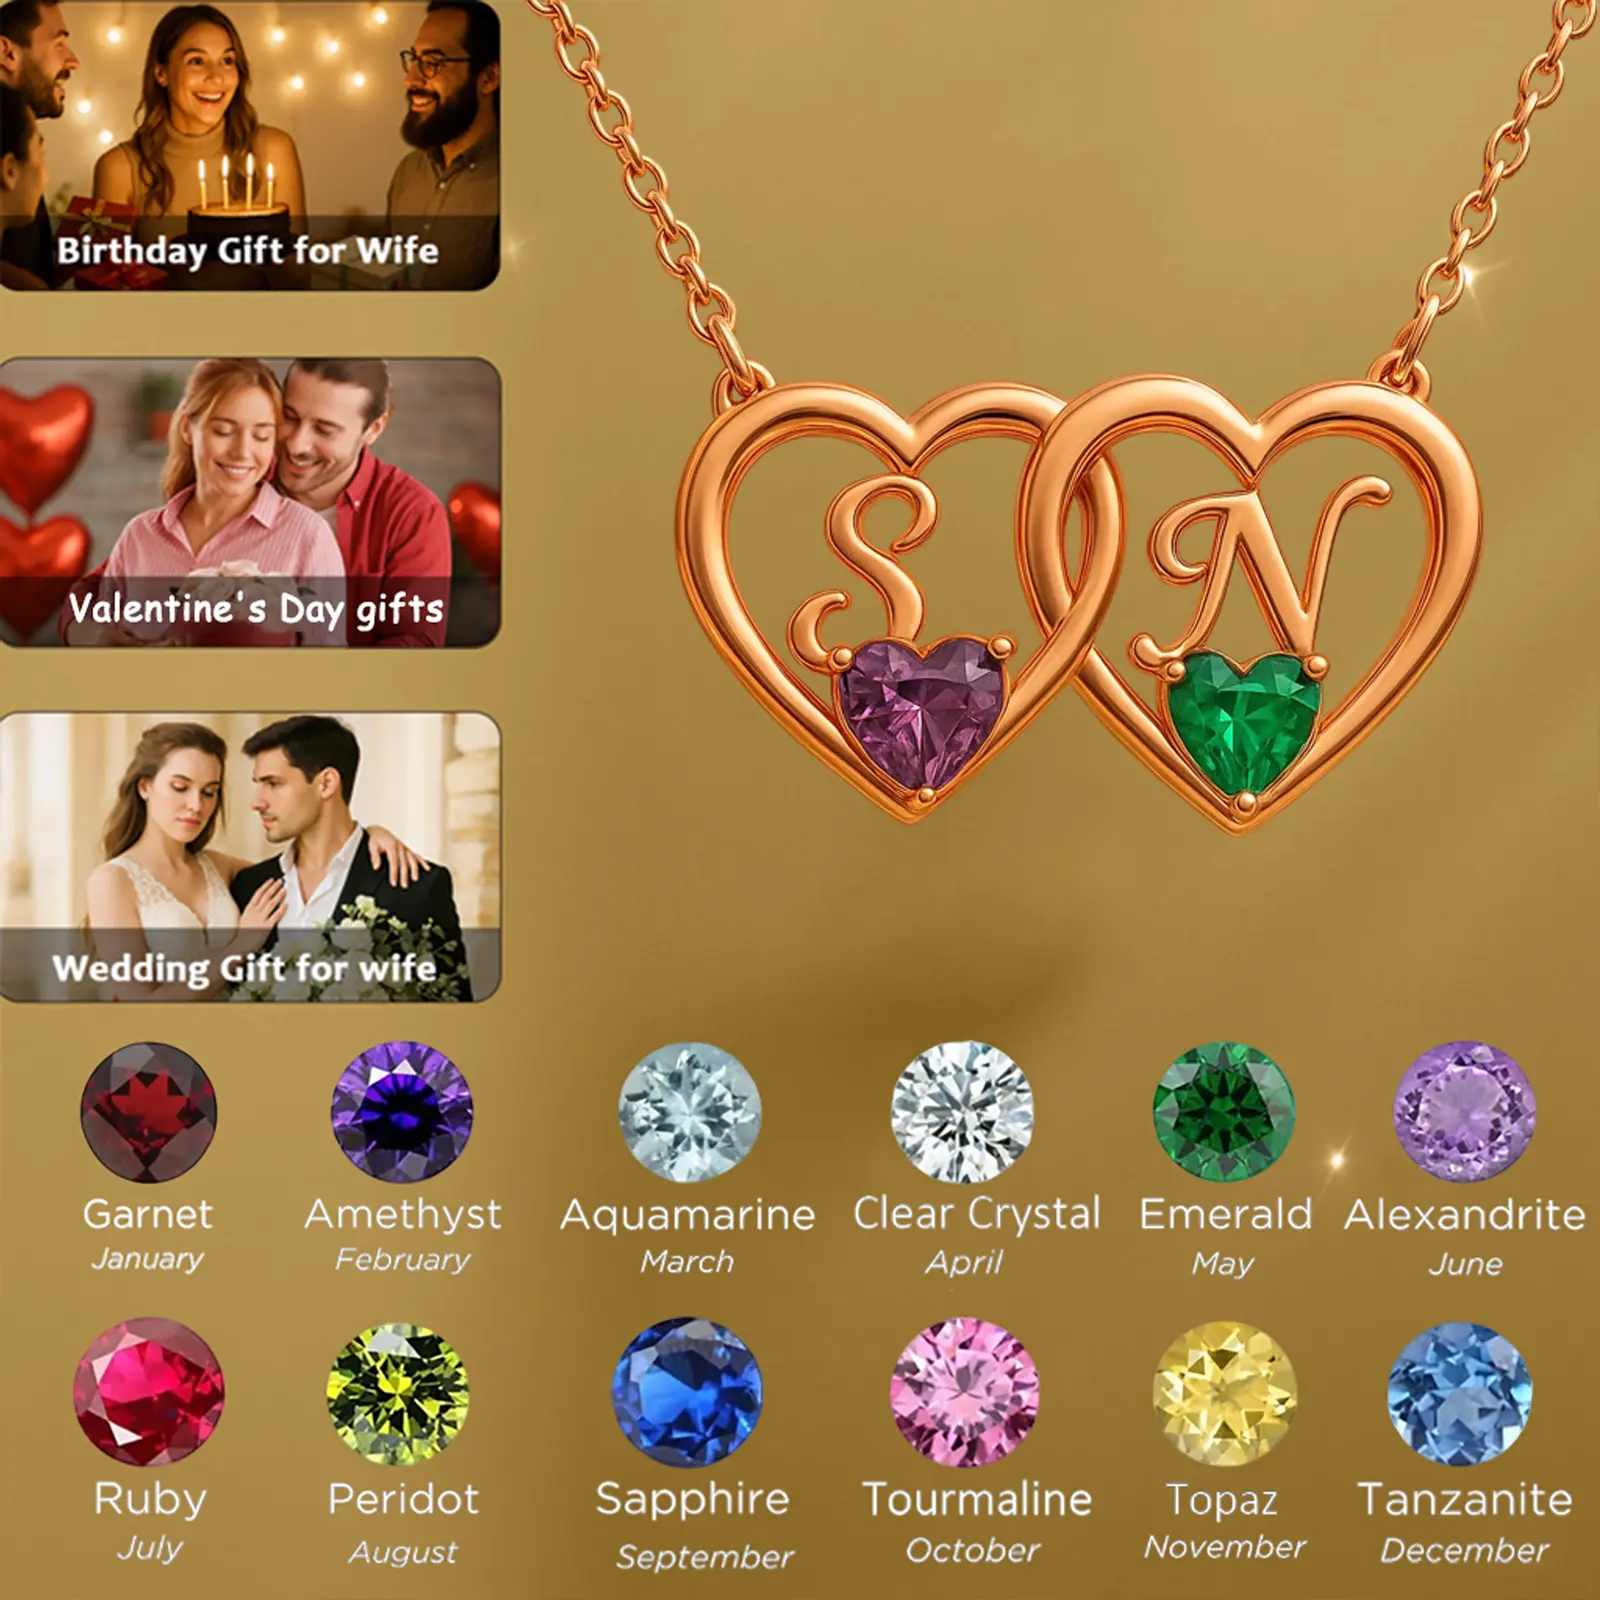 Birthday Gift for Wife
Valentine's Day gifts
Wedding Gift for wife
S
N
Garnet
January
Amethyst
February
Aquamarine
March
Clear Crystal
April
Emerald
May
Alexandrite
June
Ruby
July
Peridot
August
Sapphire
September
Tourmaline
October
Topaz
November
Tanzanite
December